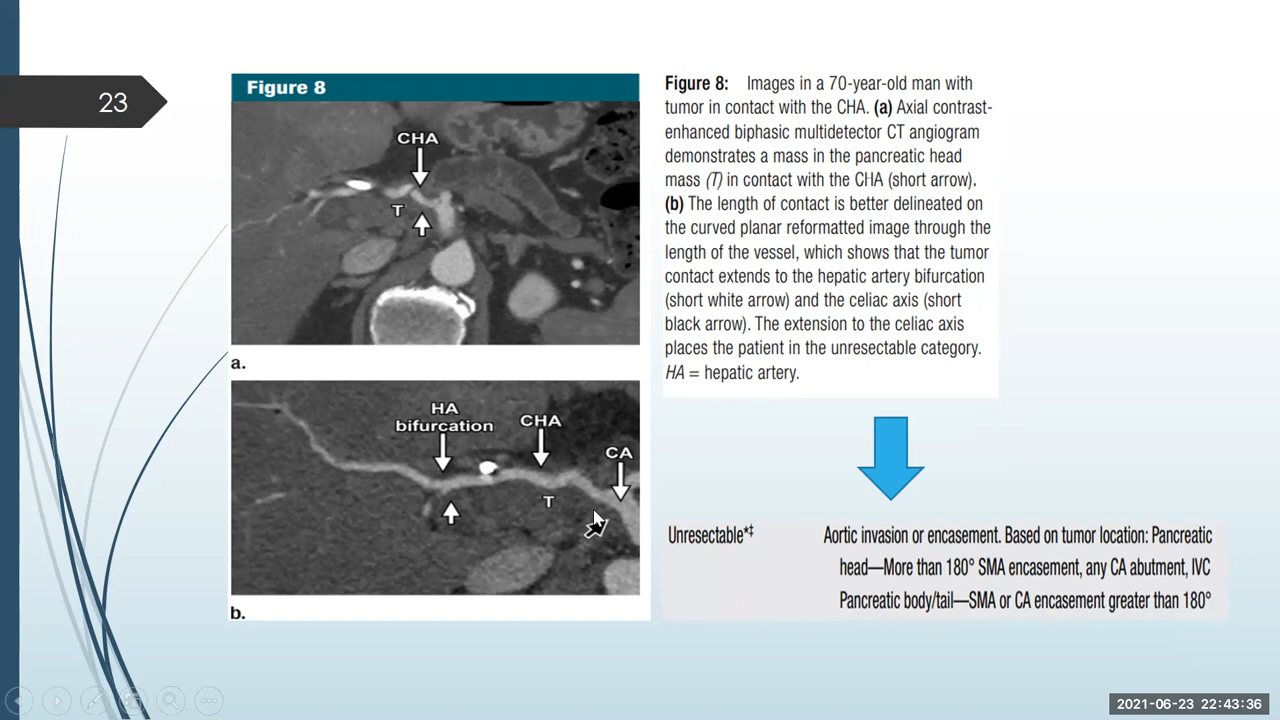 23
Figure 8
CHA
T
a.
HA
bifurcation
CHA
CA
T
b.
Figure 8: Images in a 70-year-old man with
tumor in contact with the CHA. (a) Axial contrast-
enhanced biphasic multidetector CT angiogram
demonstrates a mass in the pancreatic head
mass (T) in contact with the CHA (short arrow).
(b) The length of contact is better delineated on
the curved planar reformatted image through the
length of the vessel, which shows that the tumor
contact extends to the hepatic artery bifurcation
(short white arrow) and the celiac axis (short
black arrow). The extension to the celiac axis
places the patient in the unresectable category.
HA = hepatic artery.
Unresectable*‡ Aortic invasion or encasement. Based on tumor location: Pancreatic
head—More than 180° SMA encasement, any CA abutment, IVC
Pancreatic body/tail—SMA or CA encasement greater than 180°
2021-06-23 22:43:36